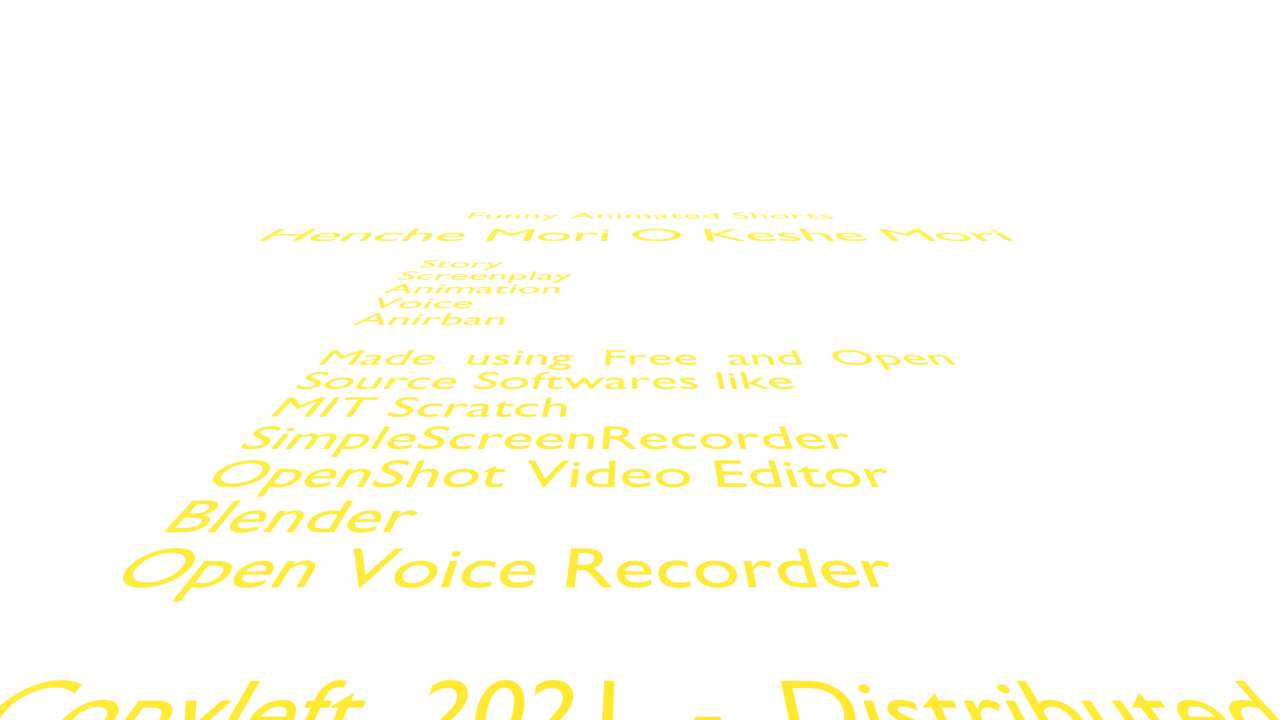 Funny Animated Shorts
Henche Mori O Keshe Mori
Story
Screenplay
Animation
Voice
Anirban
Made using Free and Open
Source Softwares like
MIT Scratch
SimpleScreenRecorder
OpenShot Video Editor
Blender
Open Voice Recorder
Copyleft 2021 - Distributed